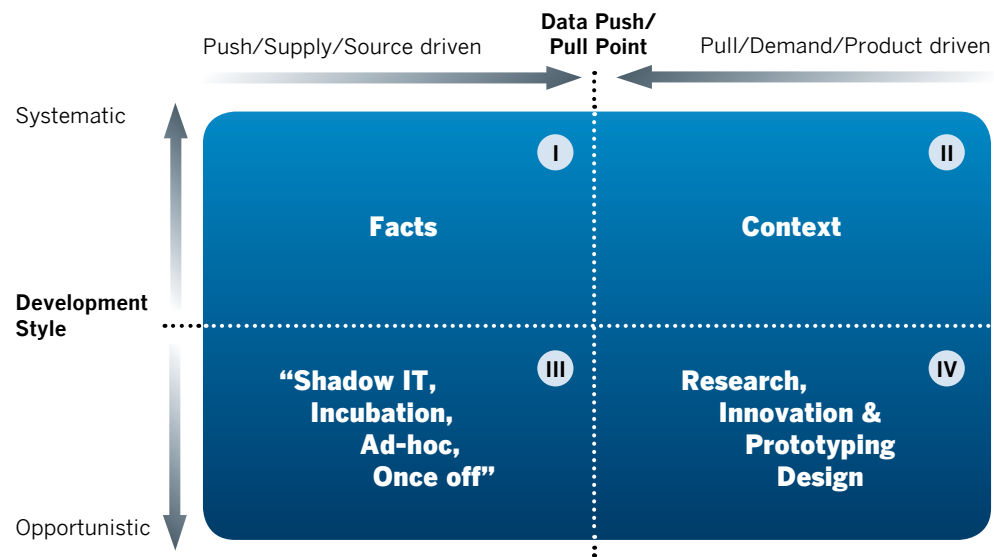 Data Push/
Pull Point
Push/Supply/Source driven
Pull/Demand/Product driven
Systematic
I
II
Facts
Context
Development
Style
III
IV
“Shadow IT,
Incubation,
Ad-hoc,
Once off”
Research,
Innovation &
Prototyping
Design
Opportunistic